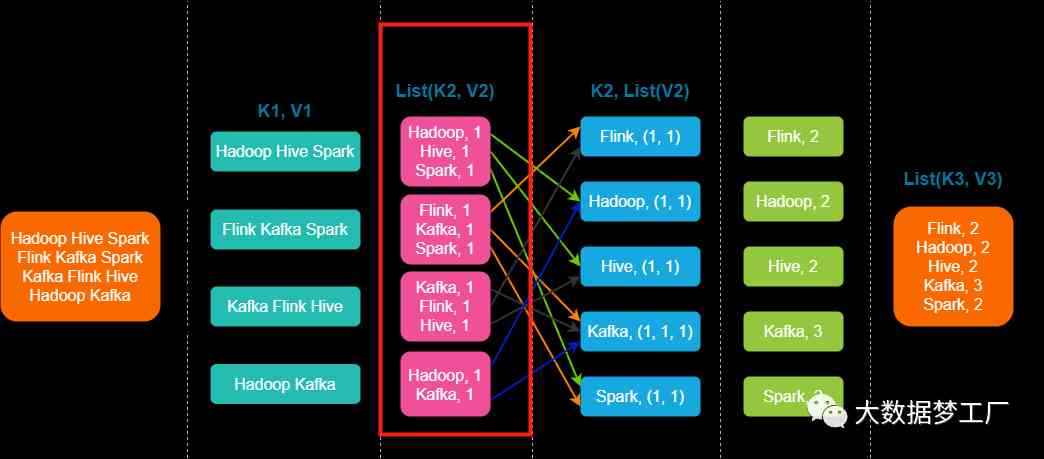 Hadoop Hive Spark
Flink Kafka Spark
Kafka Flink Hive
Hadoop Kafka
K1, V1
Hadoop Hive Spark
Flink Kafka Spark
Kafka Flink Hive
Hadoop Kafka
List(K2, V2)
Hadoop, 1
Hive, 1
Spark, 1
Flink, 1
Kafka, 1
Spark, 1
Kafka, 1
Flink, 1
Hive, 1
Hadoop, 1
Kafka, 1
K2, List(V2)
Flink, (1, 1)
Hadoop, (1, 1)
Hive, (1, 1)
Kafka, (1, 1, 1)
Spark, (1, 1)
Flink, 2
Hadoop, 2
Hive, 2
Kafka, 3
Spark, 2
List(K3, V3)
Flink, 2
Hadoop, 2
Hive, 2
Kafka, 3
Spark, 2
大数据梦工厂